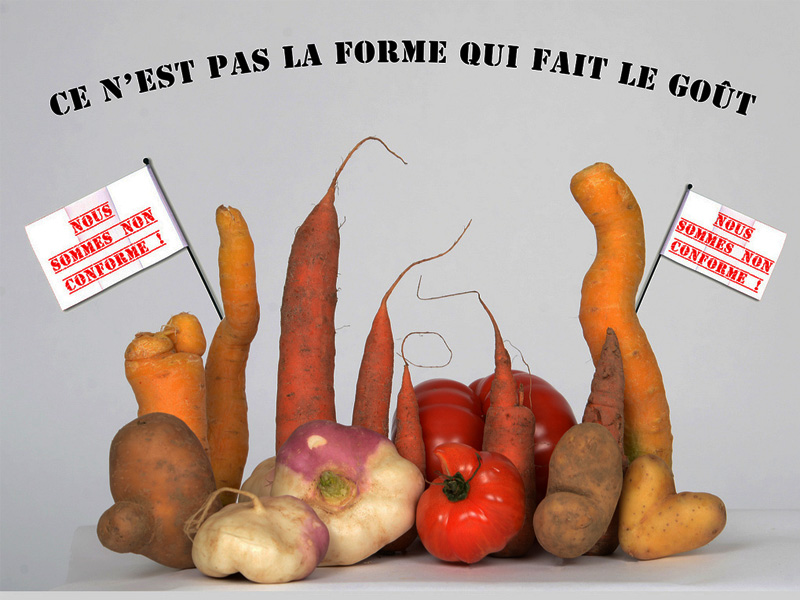 CE N'EST PAS LA FORME QUI FAIT LE GOÛT
NOUS
SOMMES NON
CONFORME !
NOUS
SOMMES NON
CONFORME !